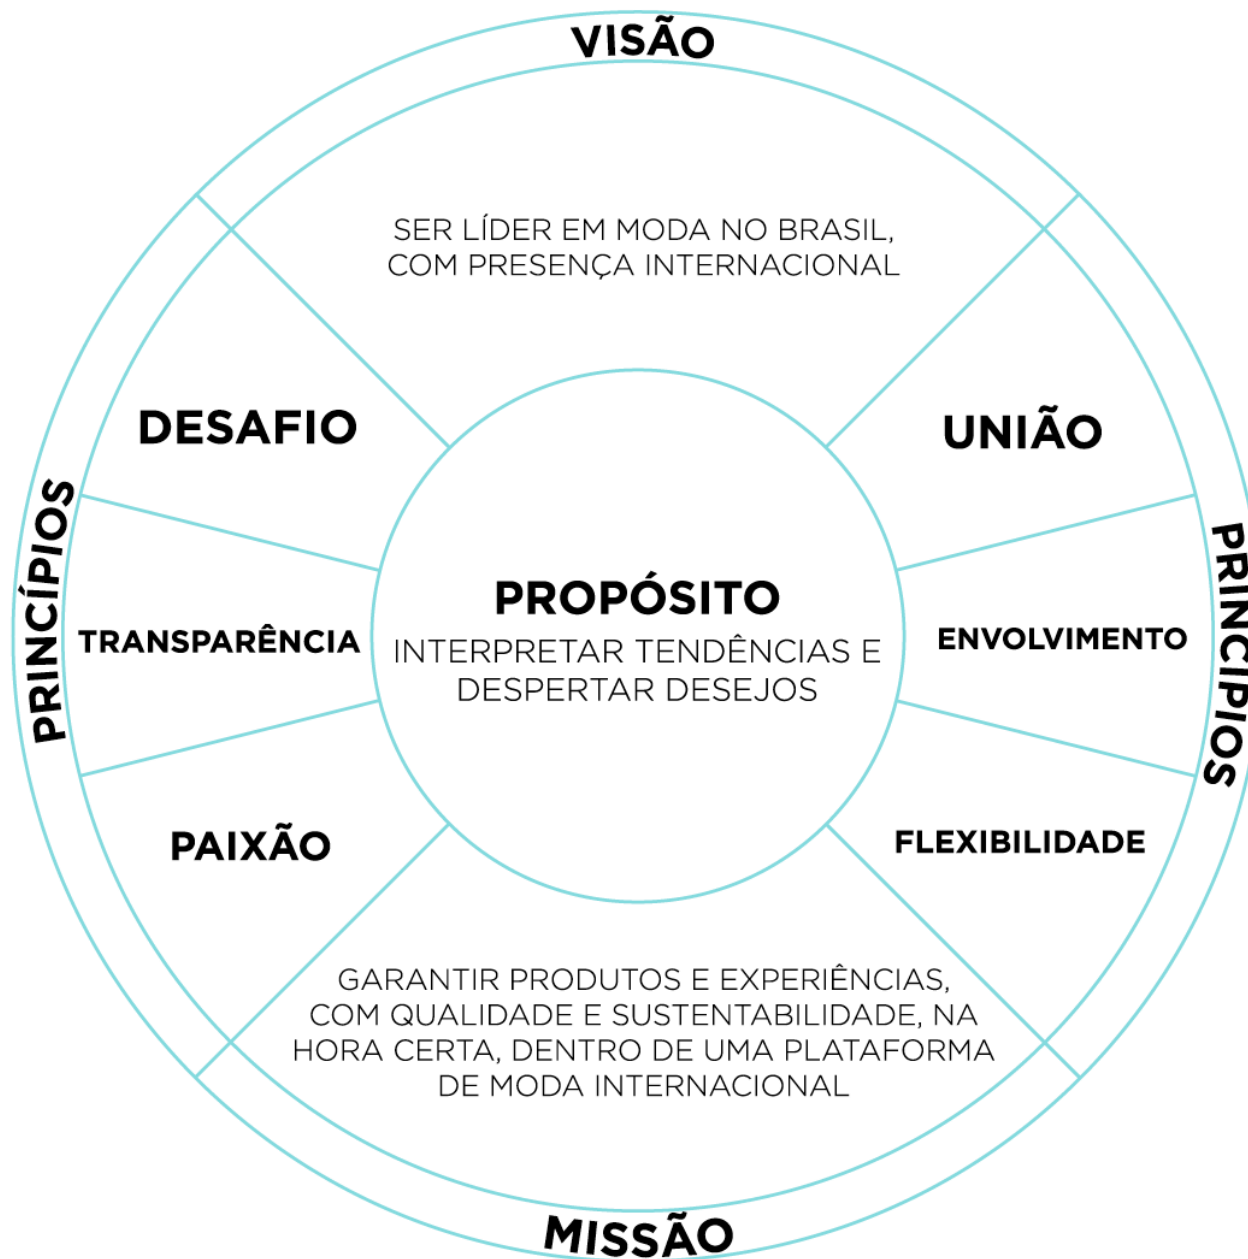 VISÃO
SER LÍDER EM MODA NO BRASIL,
COM PRESENÇA INTERNACIONAL
DESAFIO
UNIÃO
PRINCÍPIOS
PRINCÍPIOS
PROPÓSITO
INTERPRETAR TENDÊNCIAS E
DESPERTAR DESEJOS
TRANSPARÊNCIA
ENVOLVIMENTO
PAIXÃO
FLEXIBILIDADE
GARANTIR PRODUTOS E EXPERIÊNCIAS,
COM QUALIDADE E SUSTENTABILIDADE, NA
HORA CERTA, DENTRO DE UMA PLATAFORMA
DE MODA INTERNACIONAL
MISSÃO